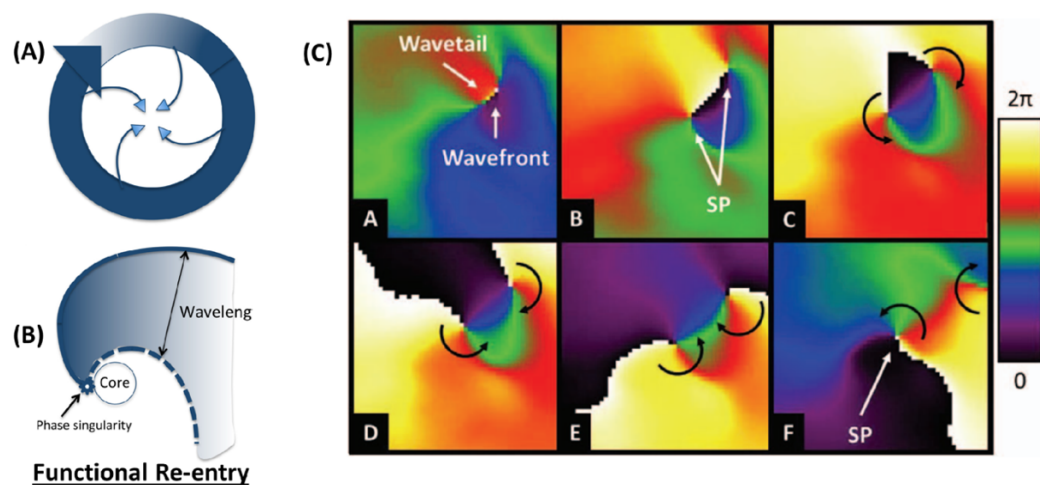 (A)
(B)
Waveleng
Core
Phase singularity
Functional Re-entry
(C)
Wavetail
Wavefront
A
SP
B
C
D
E
SP
F
2π
0